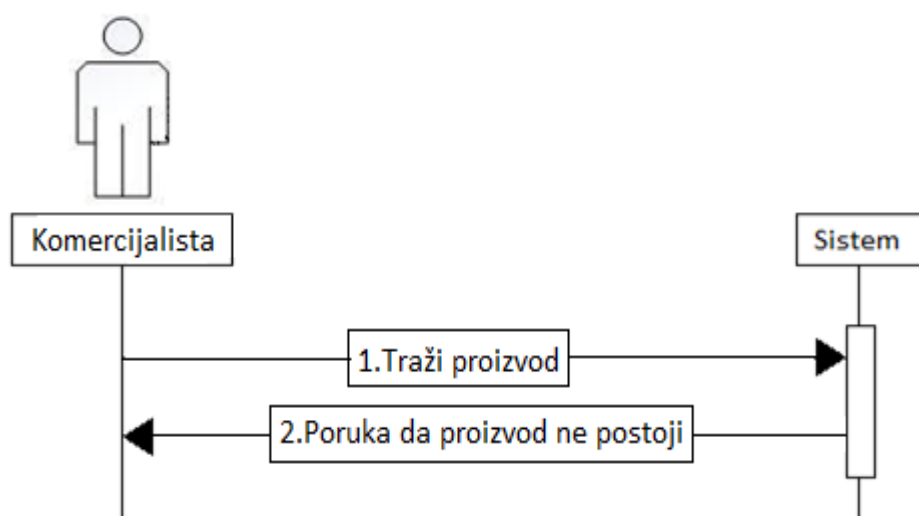 Komercijalista
Sistem
1.Traži proizvod
2.Poruka da proizvod ne postoji